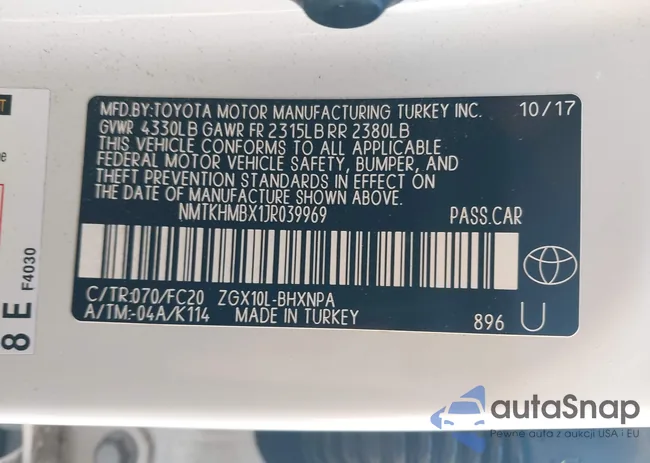 MFD.BY:TOYOTA MOTOR MANUFACTURING TURKEY INC. 10/17
GVWR 4330LB GAWR FR 2315LB RR 2380LB
THIS VEHICLE CONFORMS TO ALL APPLICABLE
FEDERAL MOTOR VEHICLE SAFETY, BUMPER, AND
THEFT PREVENTION STANDARDS IN EFFECT ON
THE DATE OF MANUFACTURE SHOWN ABOVE.
NMTKHMBX1JR039969 PASS.CAR
C/TR:070/FC20 ZGX10L-BHXNPA
A/TM:-04A/K114 MADE IN TURKEY 896 U
8 E
F4030
autoSnap
Pewne auta z aukcji USA i EU